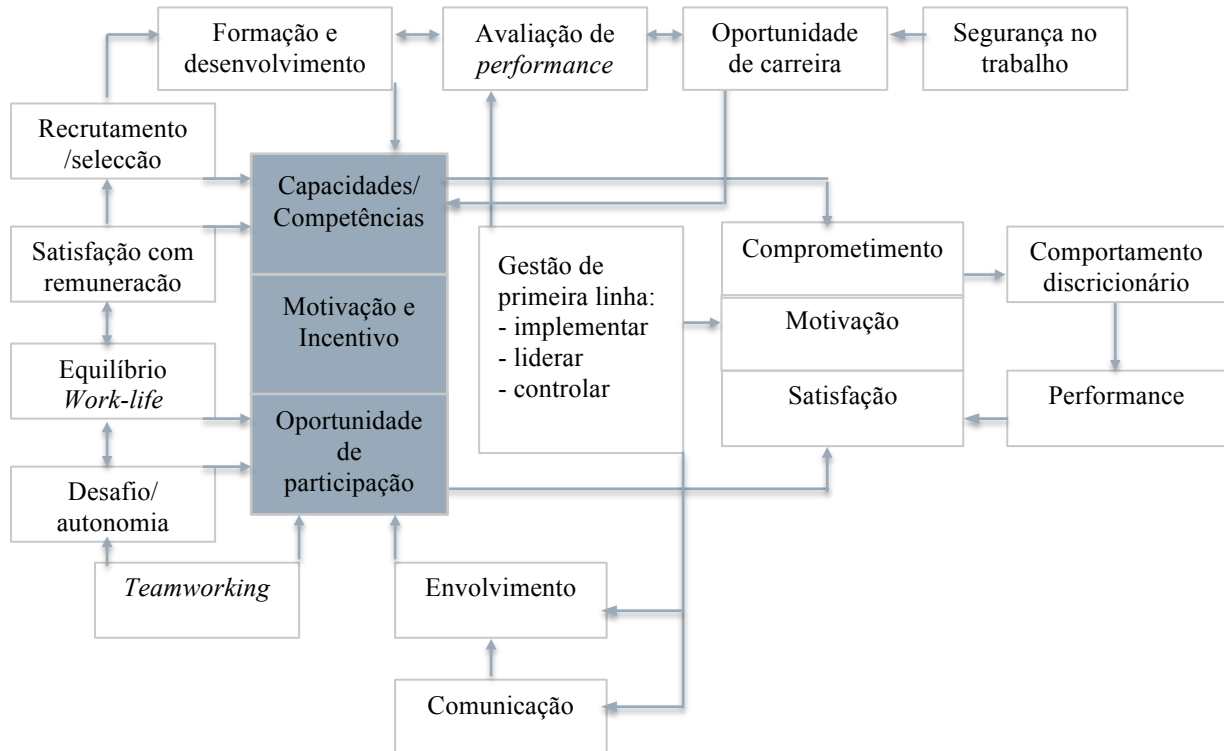 Formação e
desenvolvimento
Avaliação de
performance
Oportunidade
de carreira
Segurança no
trabalho
Recrutamento
/selecção
Capacidades/
Competências
Satisfação com
remuneração
Motivação e
Incentivo
Equilíbrio
Work-life
Oportunidade
de
participação
Desafio/
autonomia
Gestão de
primeira linha:
- implementar
- liderar
- controlar
Comprometimento
Motivação
Satisfação
Comportamento
discricionário
Performance
Teamworking
Envolvimento
Comunicação